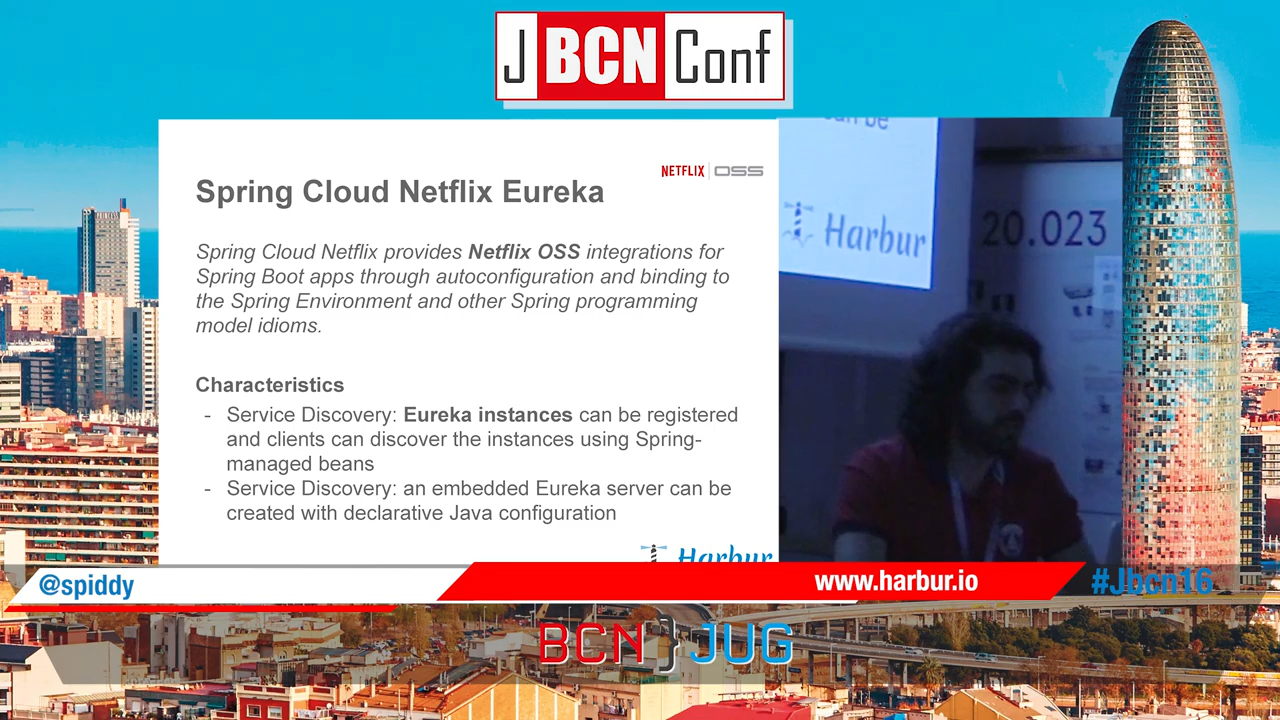 J BCN Conf
NETFLIX OSS
Spring Cloud Netflix Eureka
Spring Cloud Netflix provides Netflix OSS integrations for
Spring Boot apps through autoconfiguration and binding to
the Spring Environment and other Spring programming
model idioms.
Characteristics
- Service Discovery: Eureka instances can be registered
and clients can discover the instances using Spring-
managed beans
- Service Discovery: an embedded Eureka server can be
created with declarative Java configuration
Harbur
can be
Harbur
20.023
@spiddy
www.harbur.io
#Jbcn16
BCN JUG